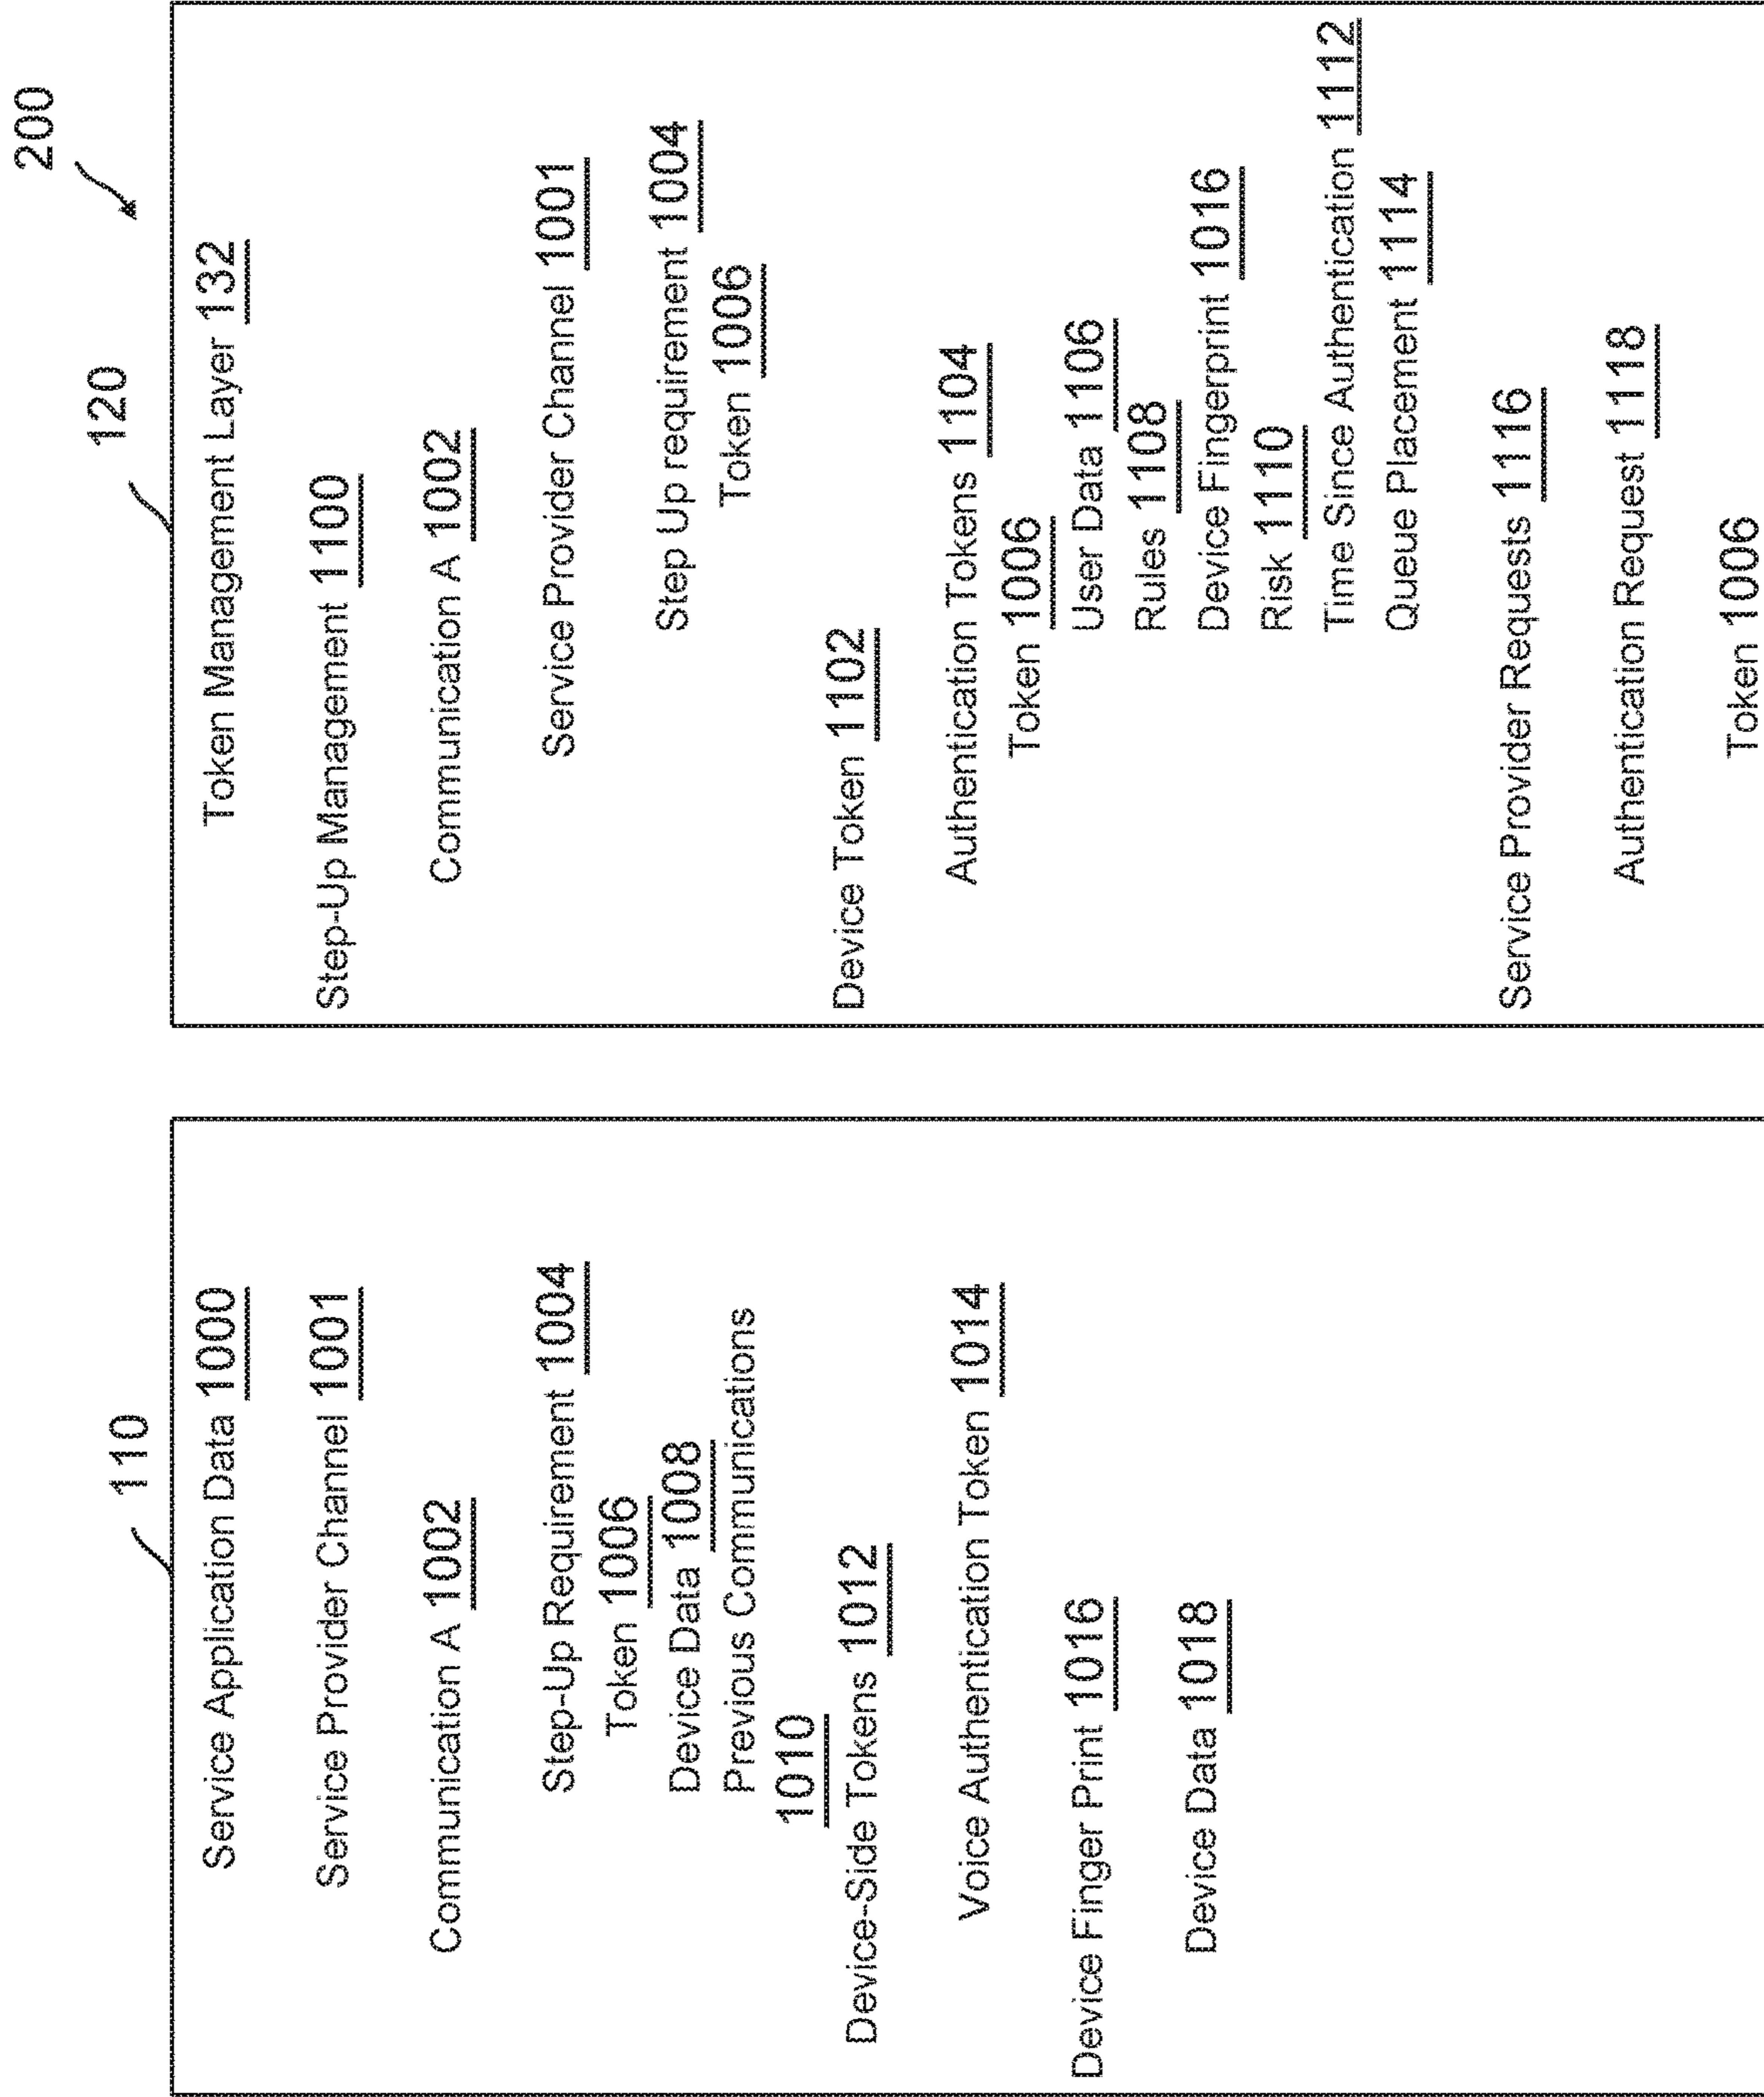 200
110
Service Application Data 1000
Service Provider Channel 1001
Communication A 1002
Step-Up Requirement 1004
Token 1006
Device Data 1008
Previous Communications
1010
Device-Side Tokens 1012
Voice Authentication Token 1014
Device Finger Print 1016
Device Data 1018
120
Token Management Layer 132
Step-Up Management 1100
Communication A 1002
Service Provider Channel 1001
Step Up requirement 1004
Token 1006
Device Token 1102
Authentication Tokens 1104
Token 1006
User Data 1106
Rules 1108
Device Fingerprint 1016
Risk 1110
Time Since Authentication 1112
Queue Placement 1114
Service Provider Requests 1116
Authentication Request 1118
Token 1006